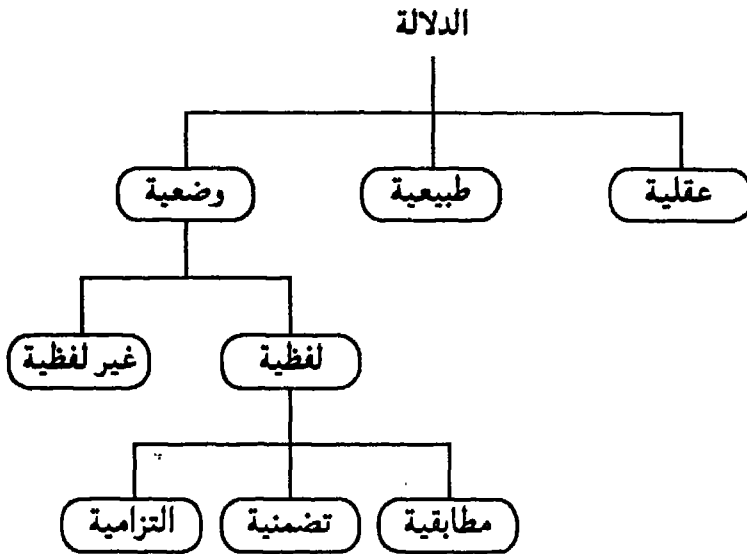 الدلالة
عقلية
طبيعية
وضعية
لفظية
غير لفظية
مطابقية
تضمنية
التزامية